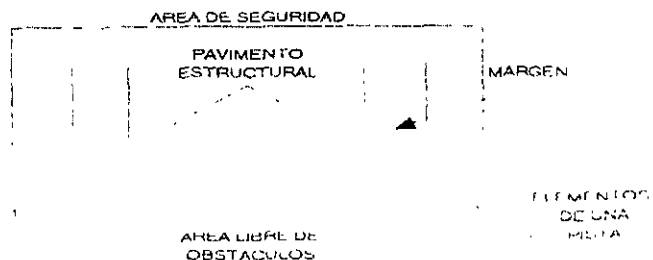 AREA DE SEGURIDAD
PAVIMENTO
ESTRUCTURAL
MARGEN
ELEMENTOS
DE UNA
PISTA
AREA LIBRE DE
OBSTACULOS